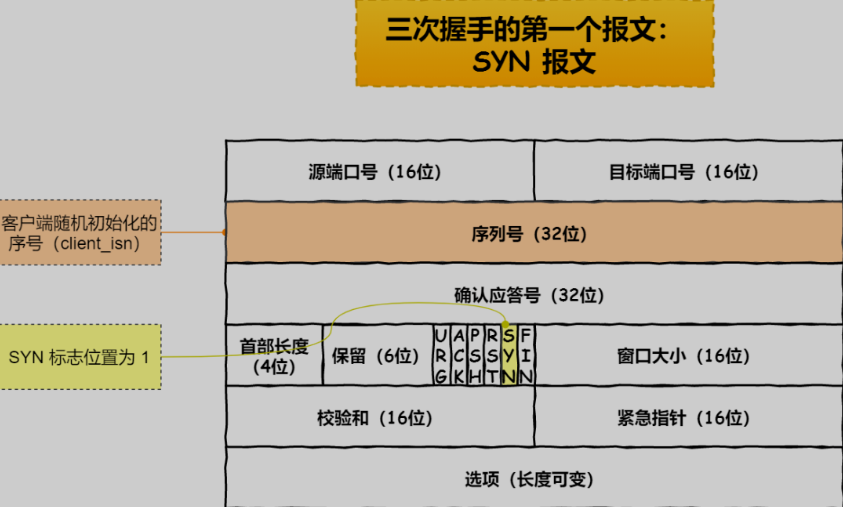 三次握手的第一个报文：
SYN 报文
源端口号（16位）
目标端口号（16位）
客户端随机初始化的
序号（client_isn）
序列号（32位）
确认应答号（32位）
SYN 标志位置为 1
首部长度
（4位）
保留（6位）
URG
ACK
PSH
RST
SYN
FIN
窗口大小（16位）
校验和（16位）
紧急指针（16位）
选项（长度可变）